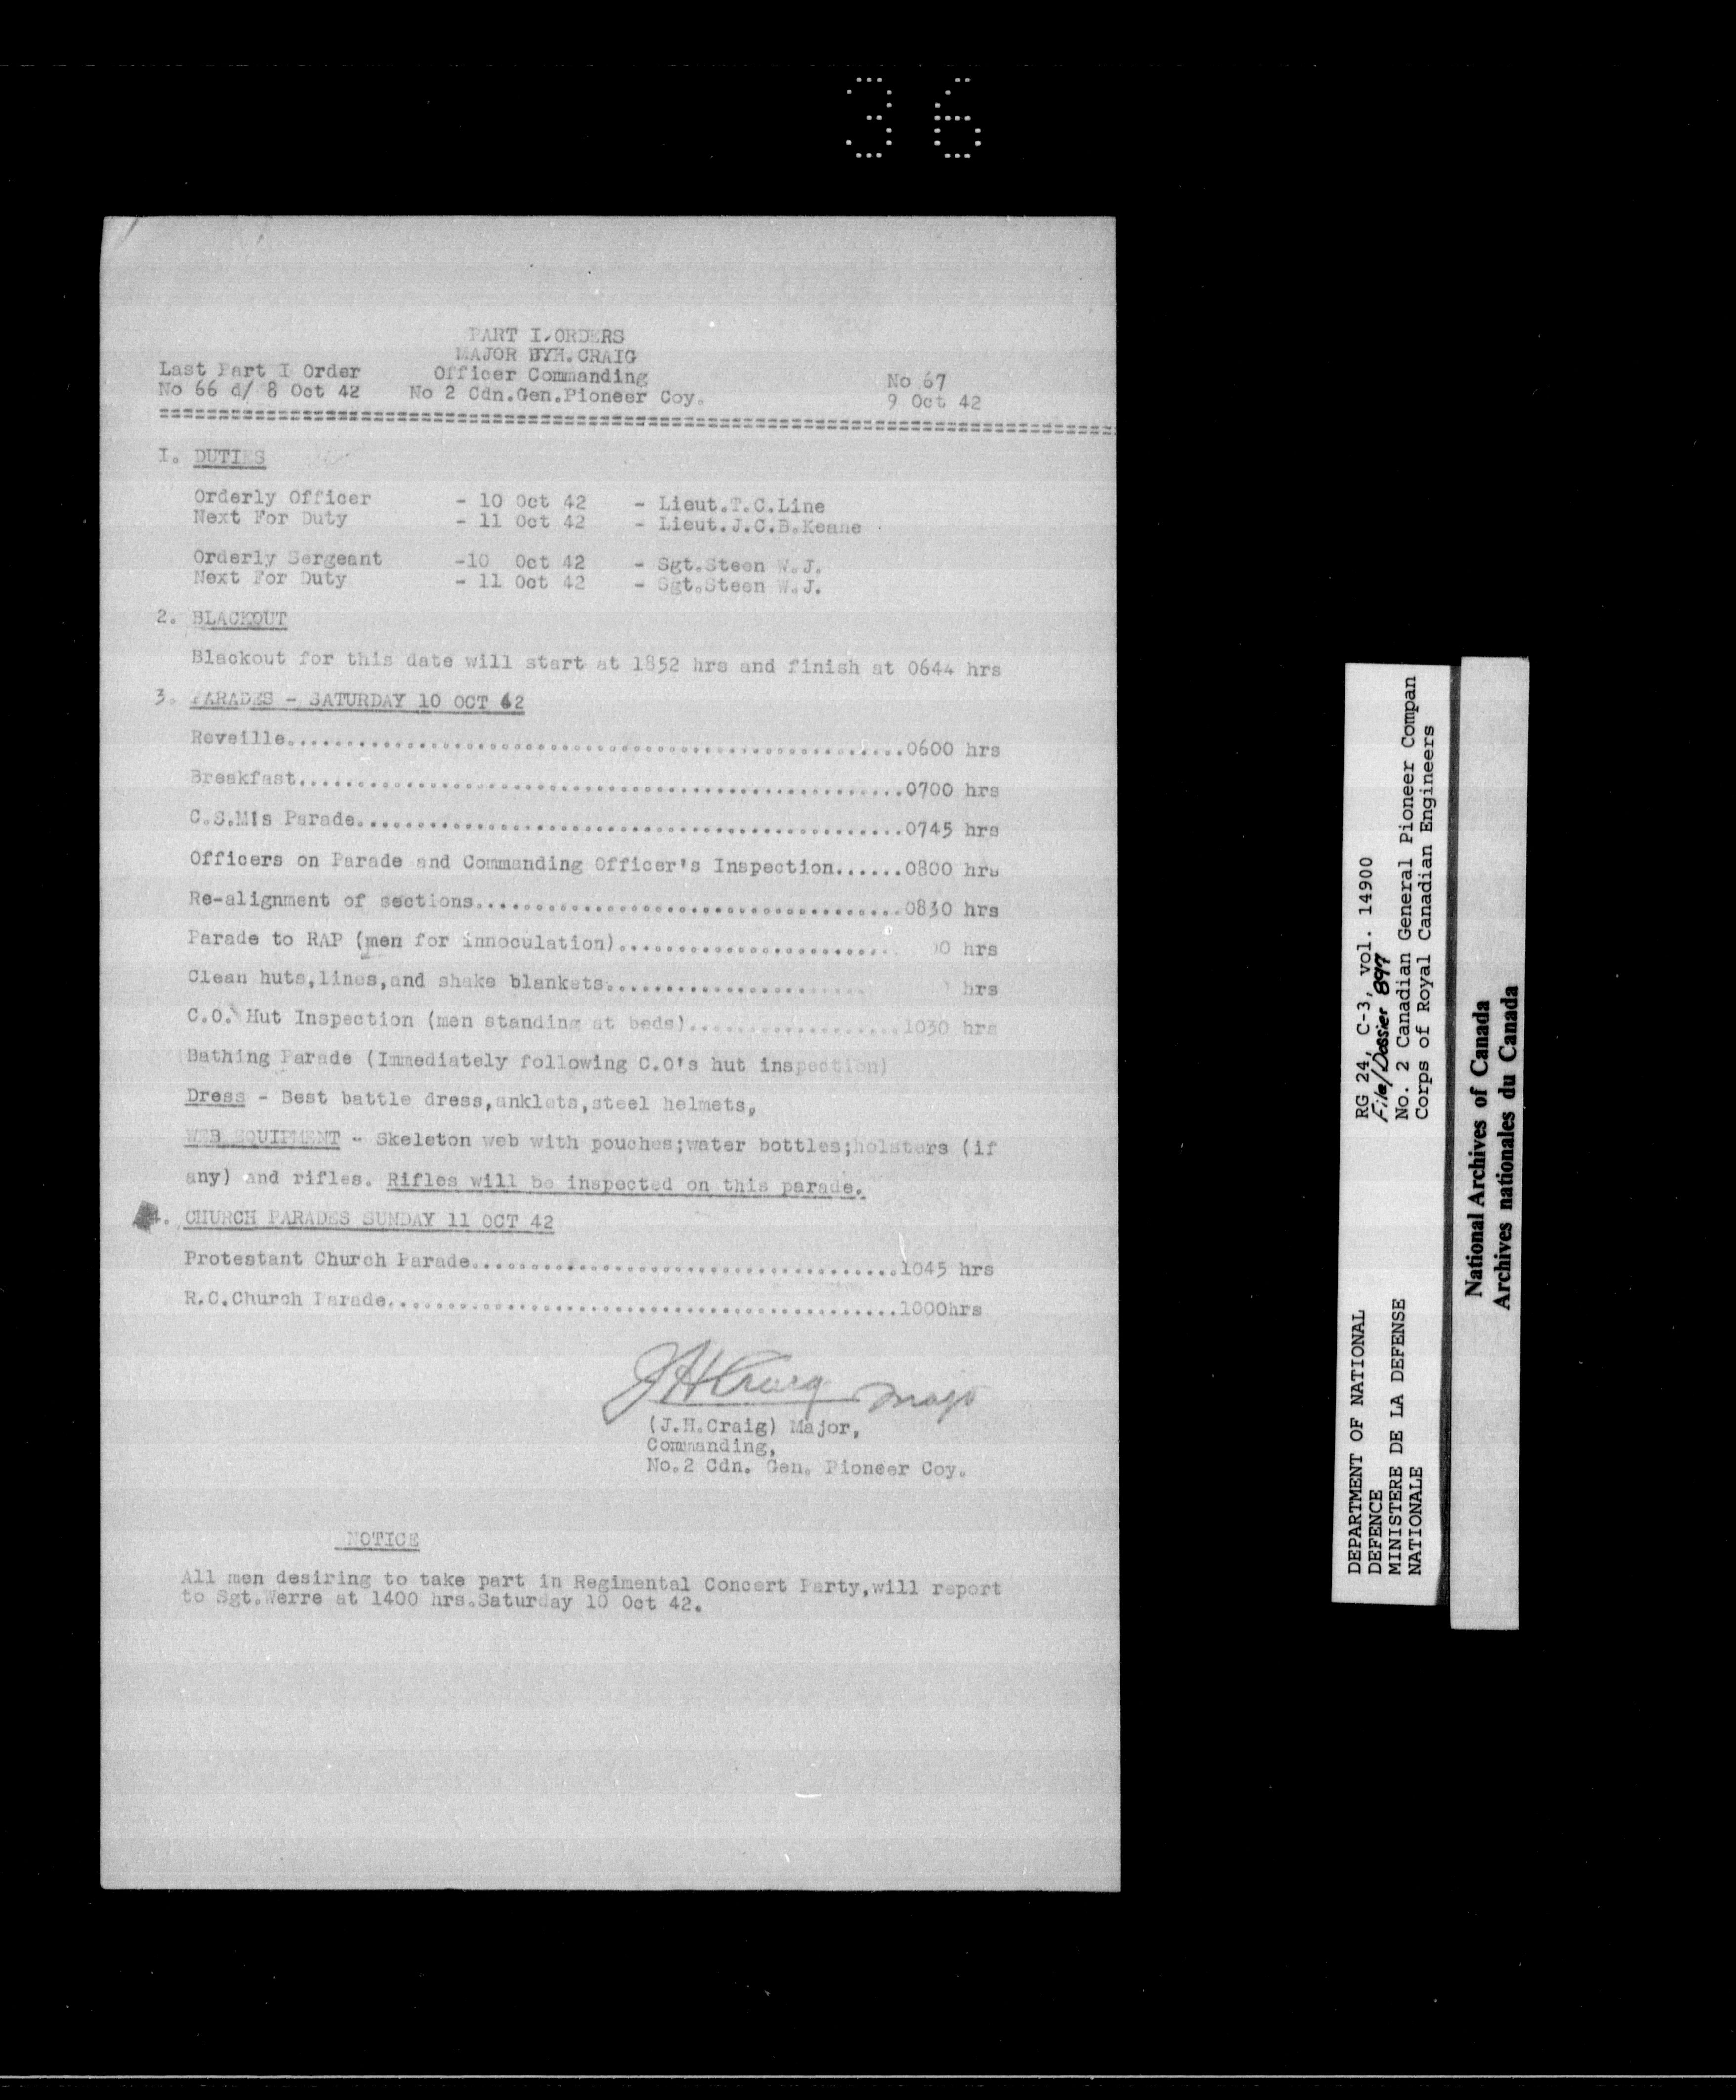 36
PART I.ORDERS
MAJOR BYH.CRAIG
Last Part I Order Officer Commanding No 67
No 66 d/ 8 Oct 42 No 2 Cdn.Gen.Pioneer Coy. 9 Oct 42
I. DUTIES
Orderly Officer - 10 Oct 42 - Lieut.T.C.Line
Next For Duty - 11 Oct 42 - Lieut.J.C.B.Keane
Orderly Sergeant -10 Oct 42 - Sgt.Steen W.J.
Next For Duty - 11 Oct 42 - Sgt.Steen W.J.
2. BLACKOUT
Blackout for this date will start at 1852 hrs and finish at 0644 hrs
3. PARADES - SATURDAY 10 OCT 42
Reveille....................................................0600 hrs
Breakfast...................................................0700 hrs
C.S.M's Parade..............................................0745 hrs
Officers on Parade and Commanding Officer's Inspection......0800 hrs
Re-alignment of sections....................................0830 hrs
Parade to RAP (men for innoculation)....................... hrs
Clean huts,lines,and shake blankets...................... hrs
C.O.'s Hut Inspection (men standing at beds)..................1030 hrs
Bathing Parade (Immediately following C.O's hut inspection)
Dress - Best battle dress,anklets,steel helmets,
WEB EQUIPMENT - Skeleton web with pouches;water bottles;holsters (if
any) and rifles. Rifles will be inspected on this parade.
4. CHURCH PARADES SUNDAY 11 OCT 42
Protestant Church Parade....................................1045 hrs
R.C.Church Parade...........................................1000hrs
JHCraig Major
(J.H.Craig) Major,
Commanding,
No.2 Cdn. Gen. Pioneer Coy.
NOTICE
All men desiring to take part in Regimental Concert Party,will report
to Sgt.Werre at 1400 hrs.Saturday 10 Oct 42.
DEPARTMENT OF NATIONAL
DEFENCE
MINISTERE DE LA DEFENSE
NATIONALE
RG 24, C-3, vol. 14900
File/Dossier 897
No. 2 Canadian General Pioneer Compan
Corps of Royal Canadian Engineers
National Archives of Canada
Archives nationales du Canada